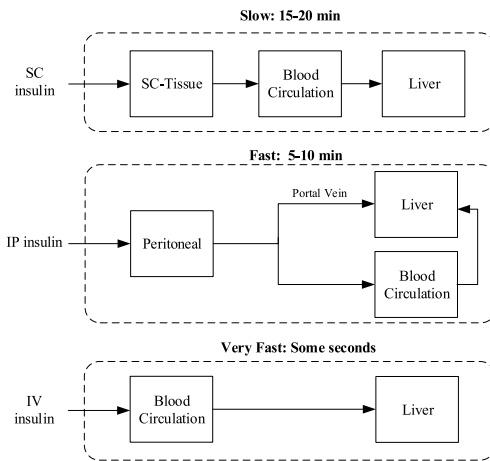 Slow: 15-20 min
SC
insulin
SC-Tissue
Blood
Circulation
Liver
Fast: 5-10 min
IP insulin
Peritoneal
Portal Vein
Liver
Blood
Circulation
Very Fast: Some seconds
IV
insulin
Blood
Circulation
Liver